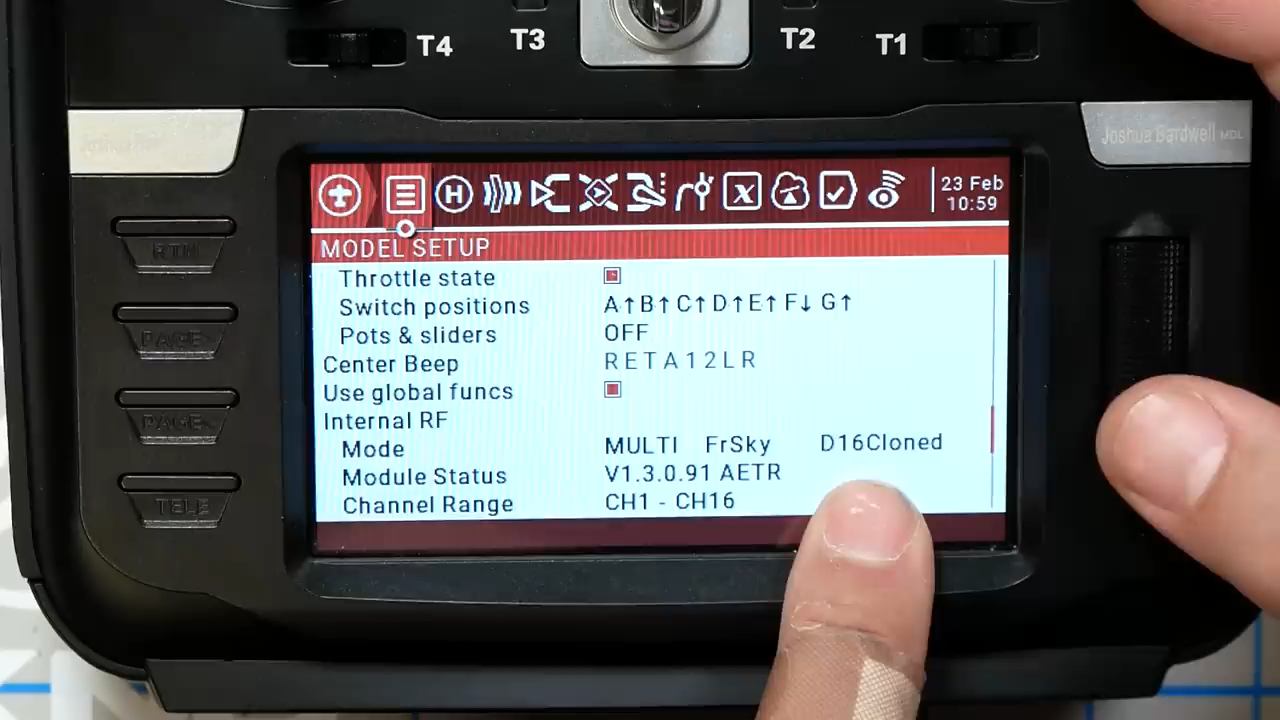 T4 T3 T2 T1
Joshua Bardwell MDL
RTN
PAGE>
PAGE<
TELE
23 Feb
10:59
MODEL SETUP
Throttle state
Switch positions A↑B↑C↑D↑E↑F↓G↑
Pots & sliders OFF
Center Beep RETA12LR
Use global funcs
Internal RF
Mode MULTI FrSky D16Cloned
Module Status V1.3.0.91 AETR
Channel Range CH1 - CH16